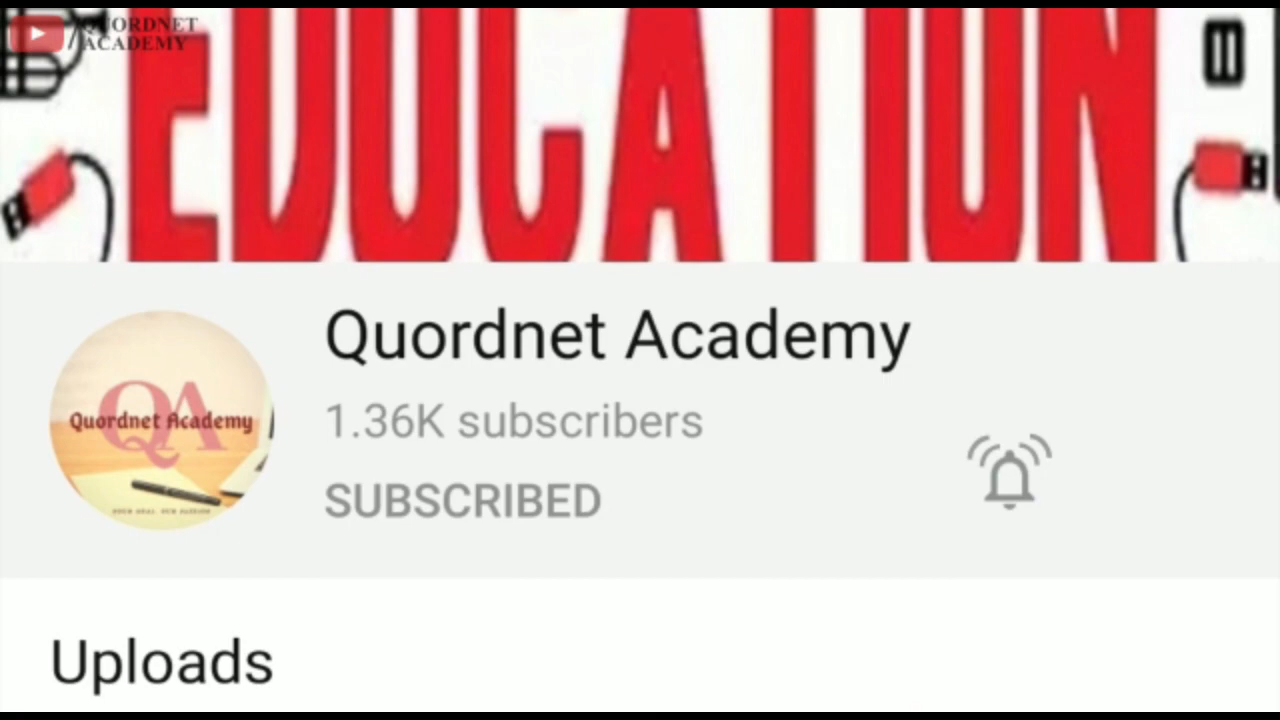 QUORDNET
ACADEMY
EDUCATION
Quordnet Academy
1.36K subscribers
SUBSCRIBED
QA
Quordnet Academy
Uploads